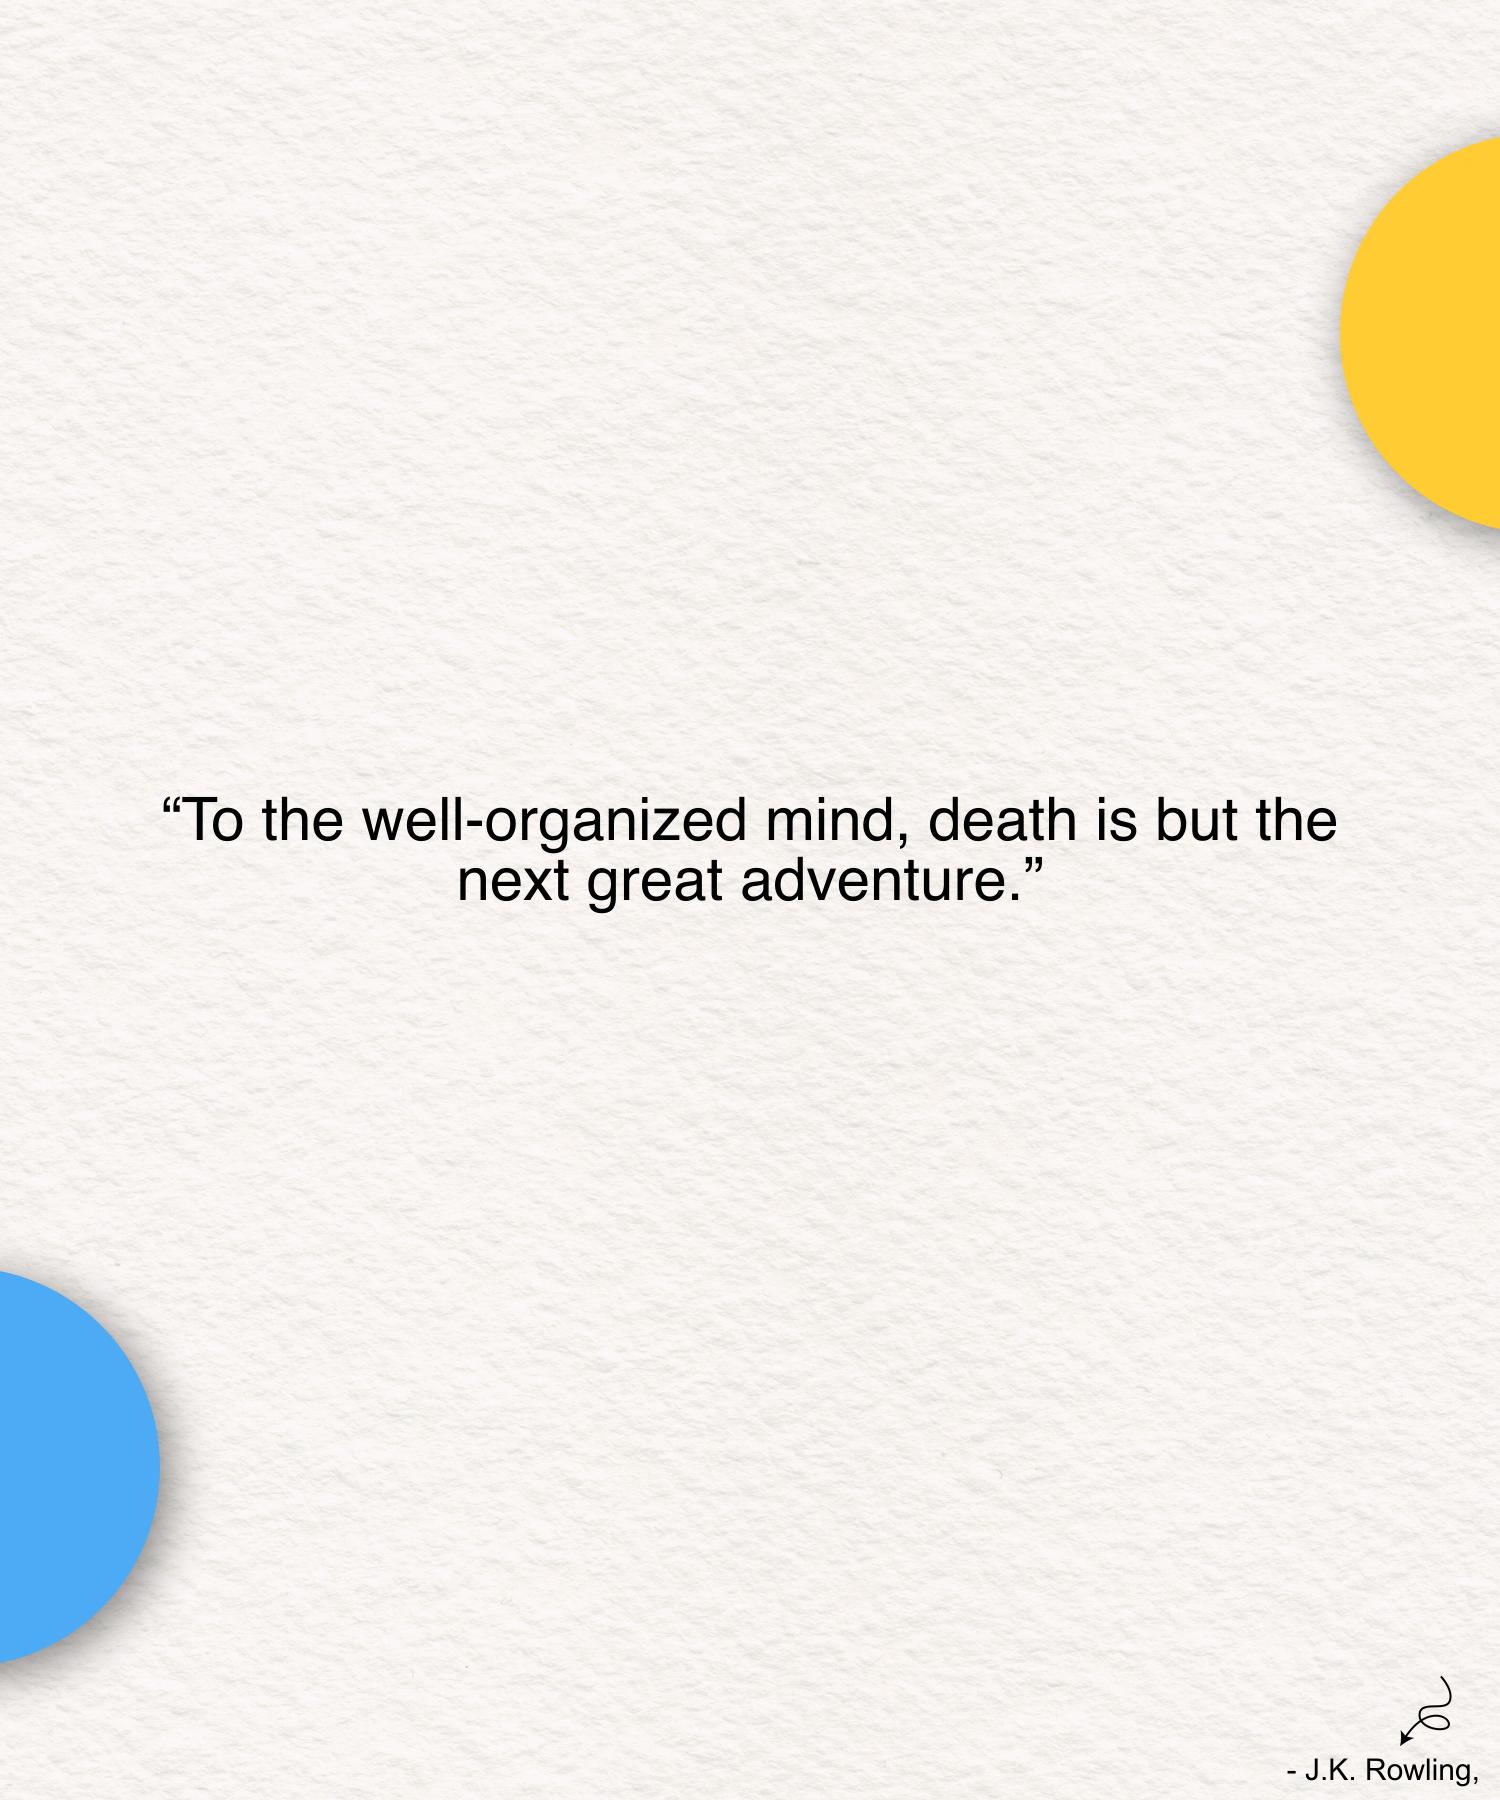 “To the well-organized mind, death is but the
next great adventure.”
- J.K. Rowling,